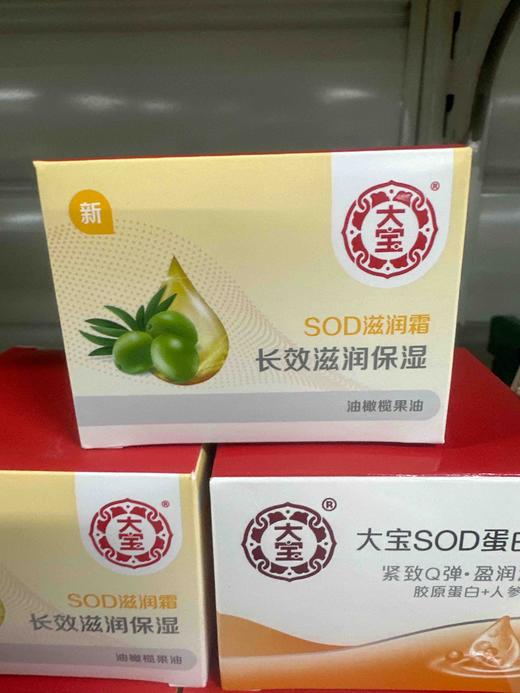 新
大宝®
SOD滋润霜
长效滋润保湿
油橄榄果油
大宝®
SOD滋润霜
长效滋润保湿
油橄榄果油
大宝®
大宝SOD蛋白
紧致Q弹·盈润
胶原蛋白+人参